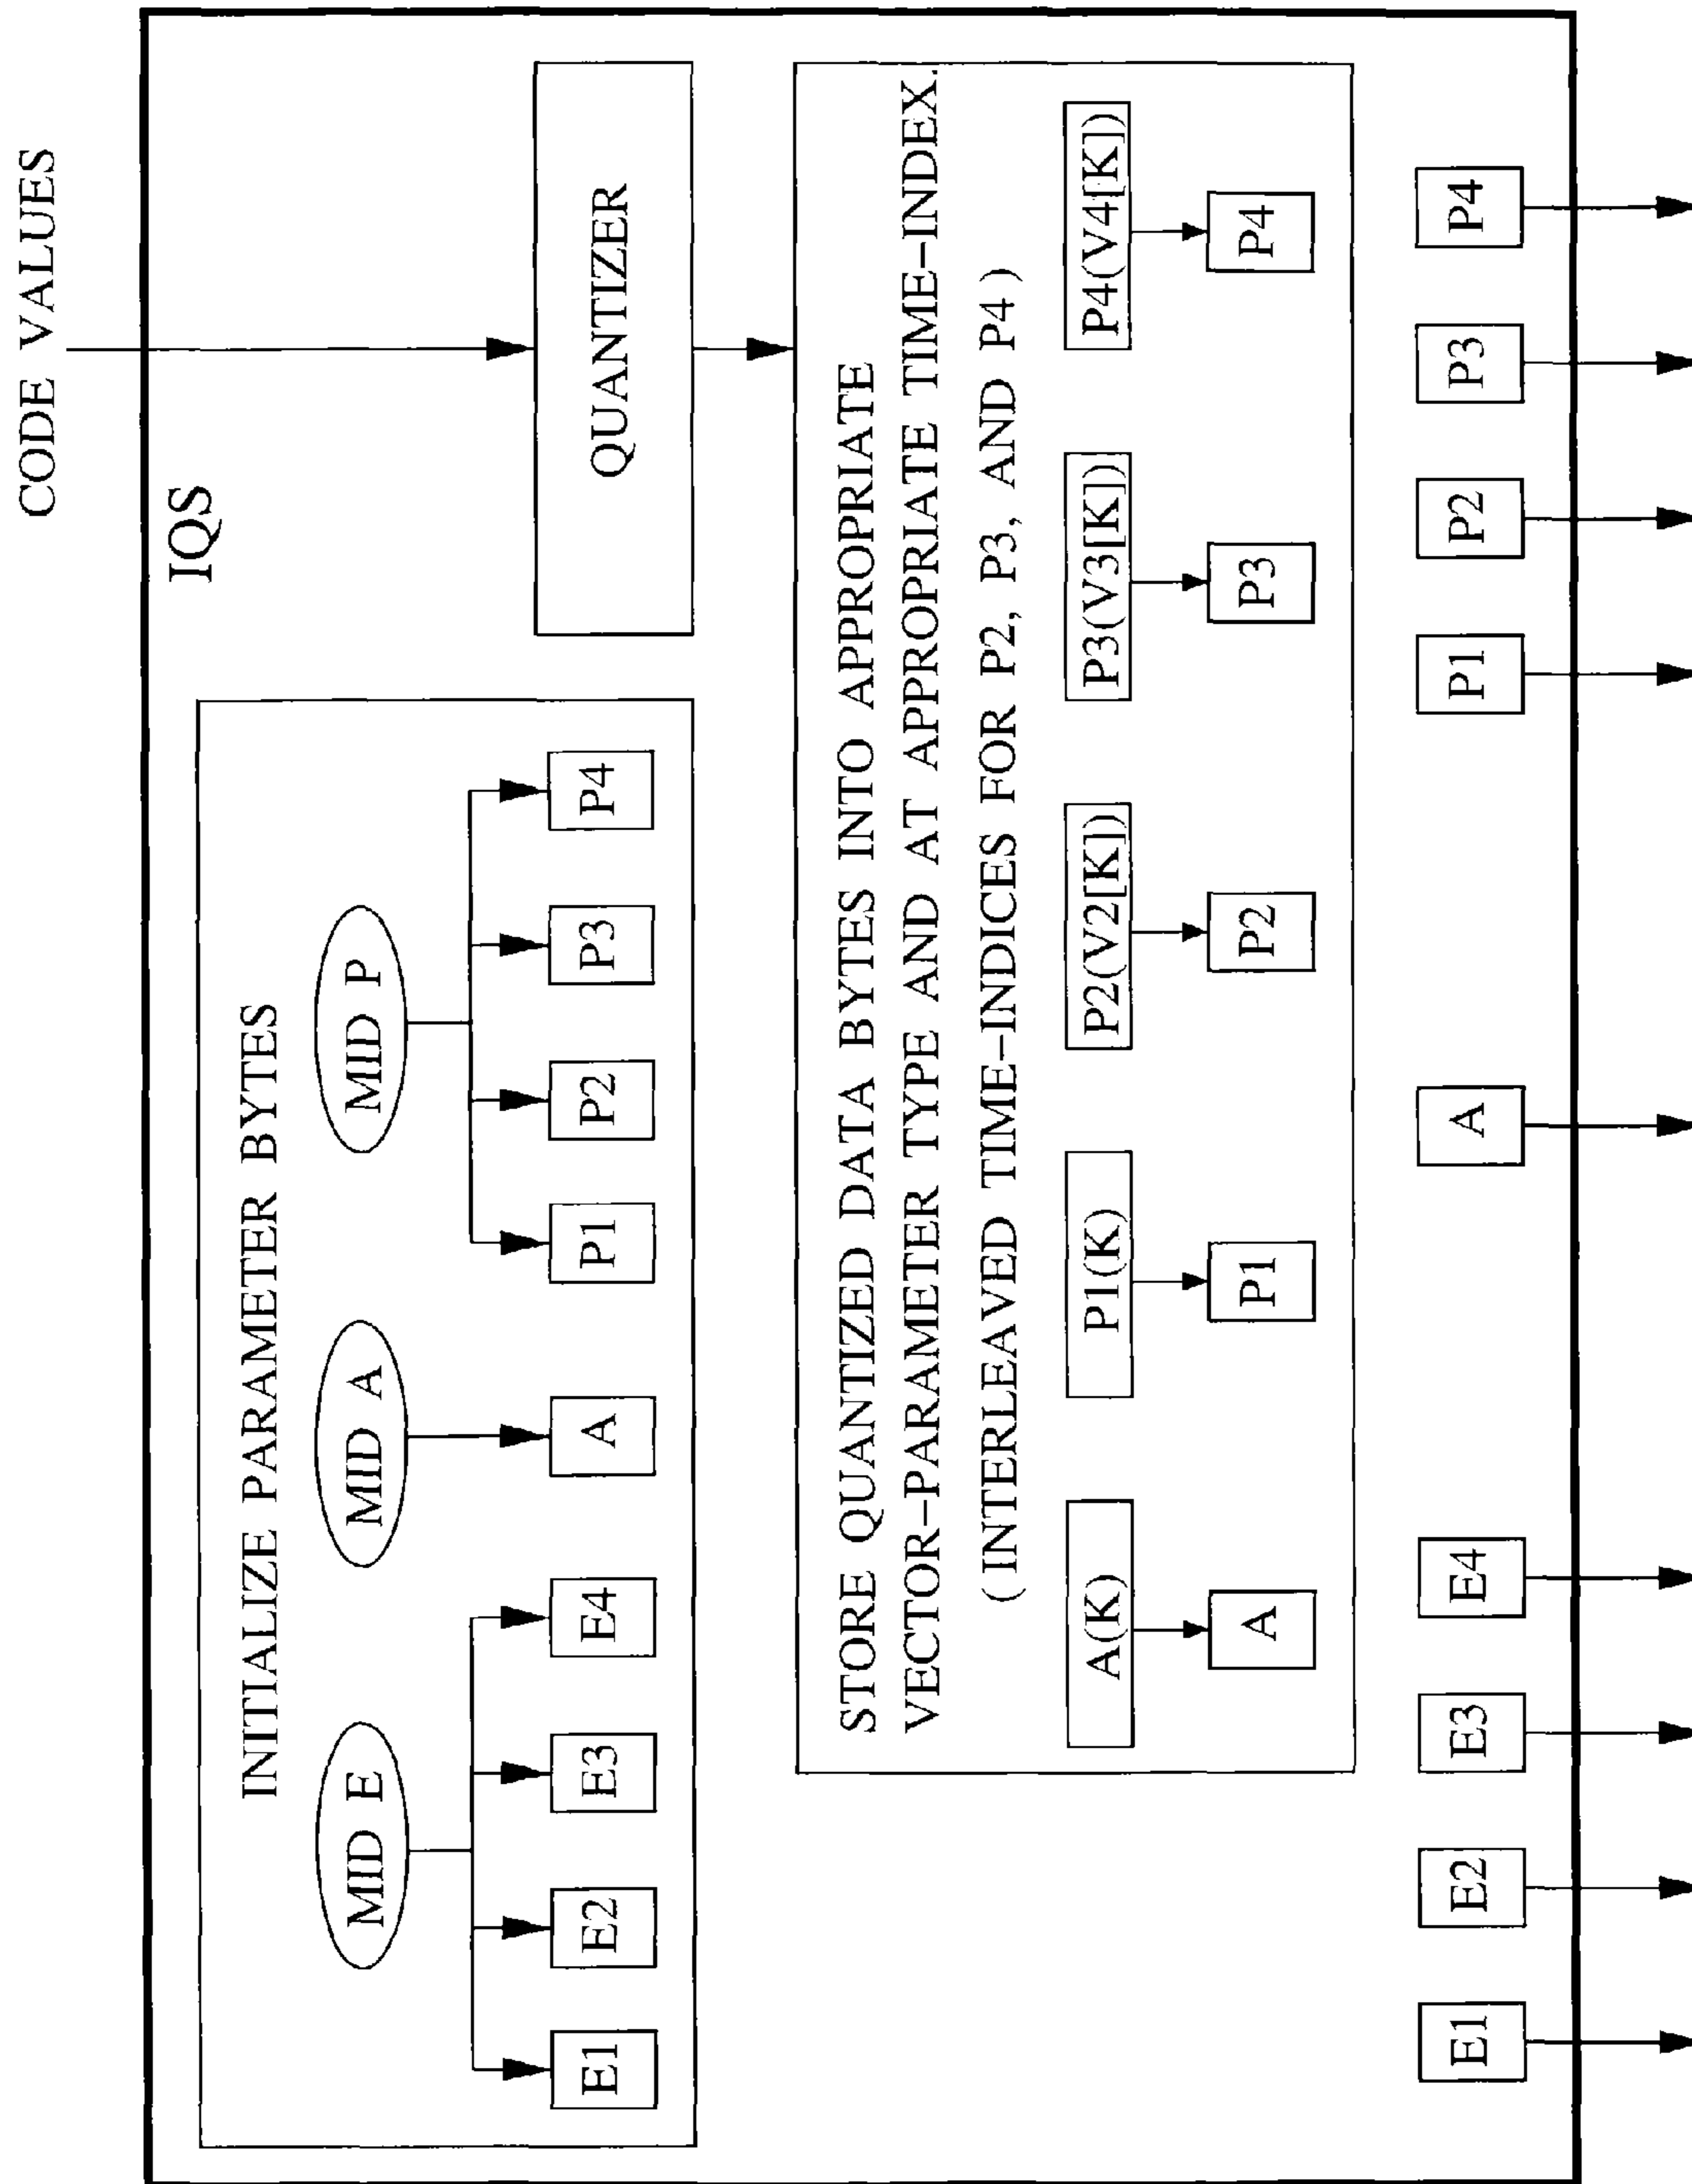 CODE VALUES
IQS
INITIALIZE PARAMETER BYTES
MID E
MID A
MID P
E1
E2
E3
E4
A
P1
P2
P3
P4
QUANTIZER
STORE QUANTIZED DATA BYTES INTO APPROPRIATE
VECTOR–PARAMETER TYPE AND AT APPROPRIATE TIME–INDEX.
(INTERLEAVED TIME–INDICES FOR P2, P3, AND P4)
A(K)
P1(K)
P2(V2[K])
P3(V3[K])
P4(V4[K])
A
P1
P2
P3
P4
E1
E2
E3
E4
A
P1
P2
P3
P4